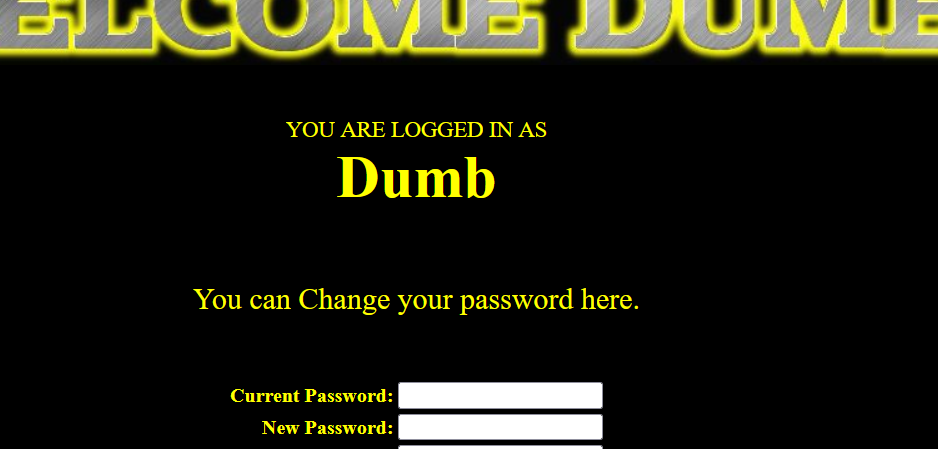 ELCOME DUMB
YOU ARE LOGGED IN AS
Dumb
You can Change your password here.
Current Password:
New Password: